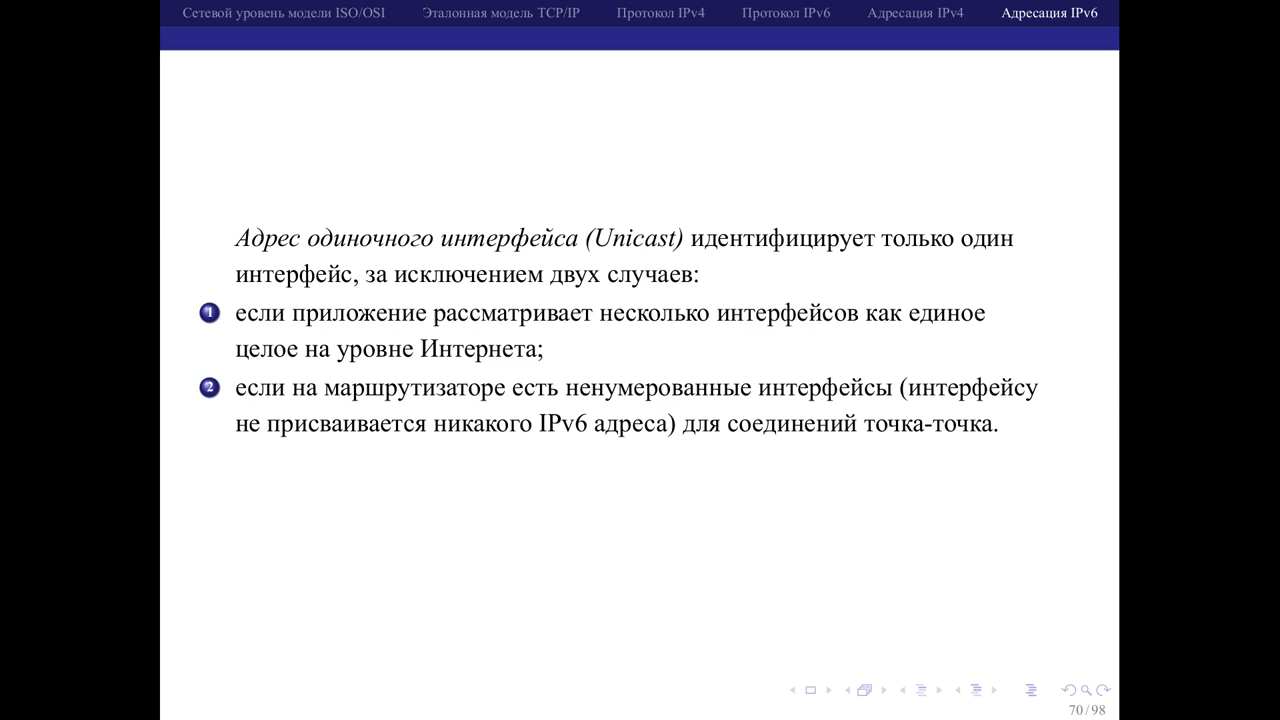 Сетевой уровень модели ISO/OSI Эталонная модель TCP/IP Протокол IPv4 Протокол IPv6 Адресация IPv4 Адресация IPv6
Адрес одиночного интерфейса (Unicast) идентифицирует только один
интерфейс, за исключением двух случаев:
1 если приложение рассматривает несколько интерфейсов как единое
целое на уровне Интернета;
2 если на маршрутизаторе есть ненумерованные интерфейсы (интерфейсу
не присваивается никакого IPv6 адреса) для соединений точка-точка.
70 / 98